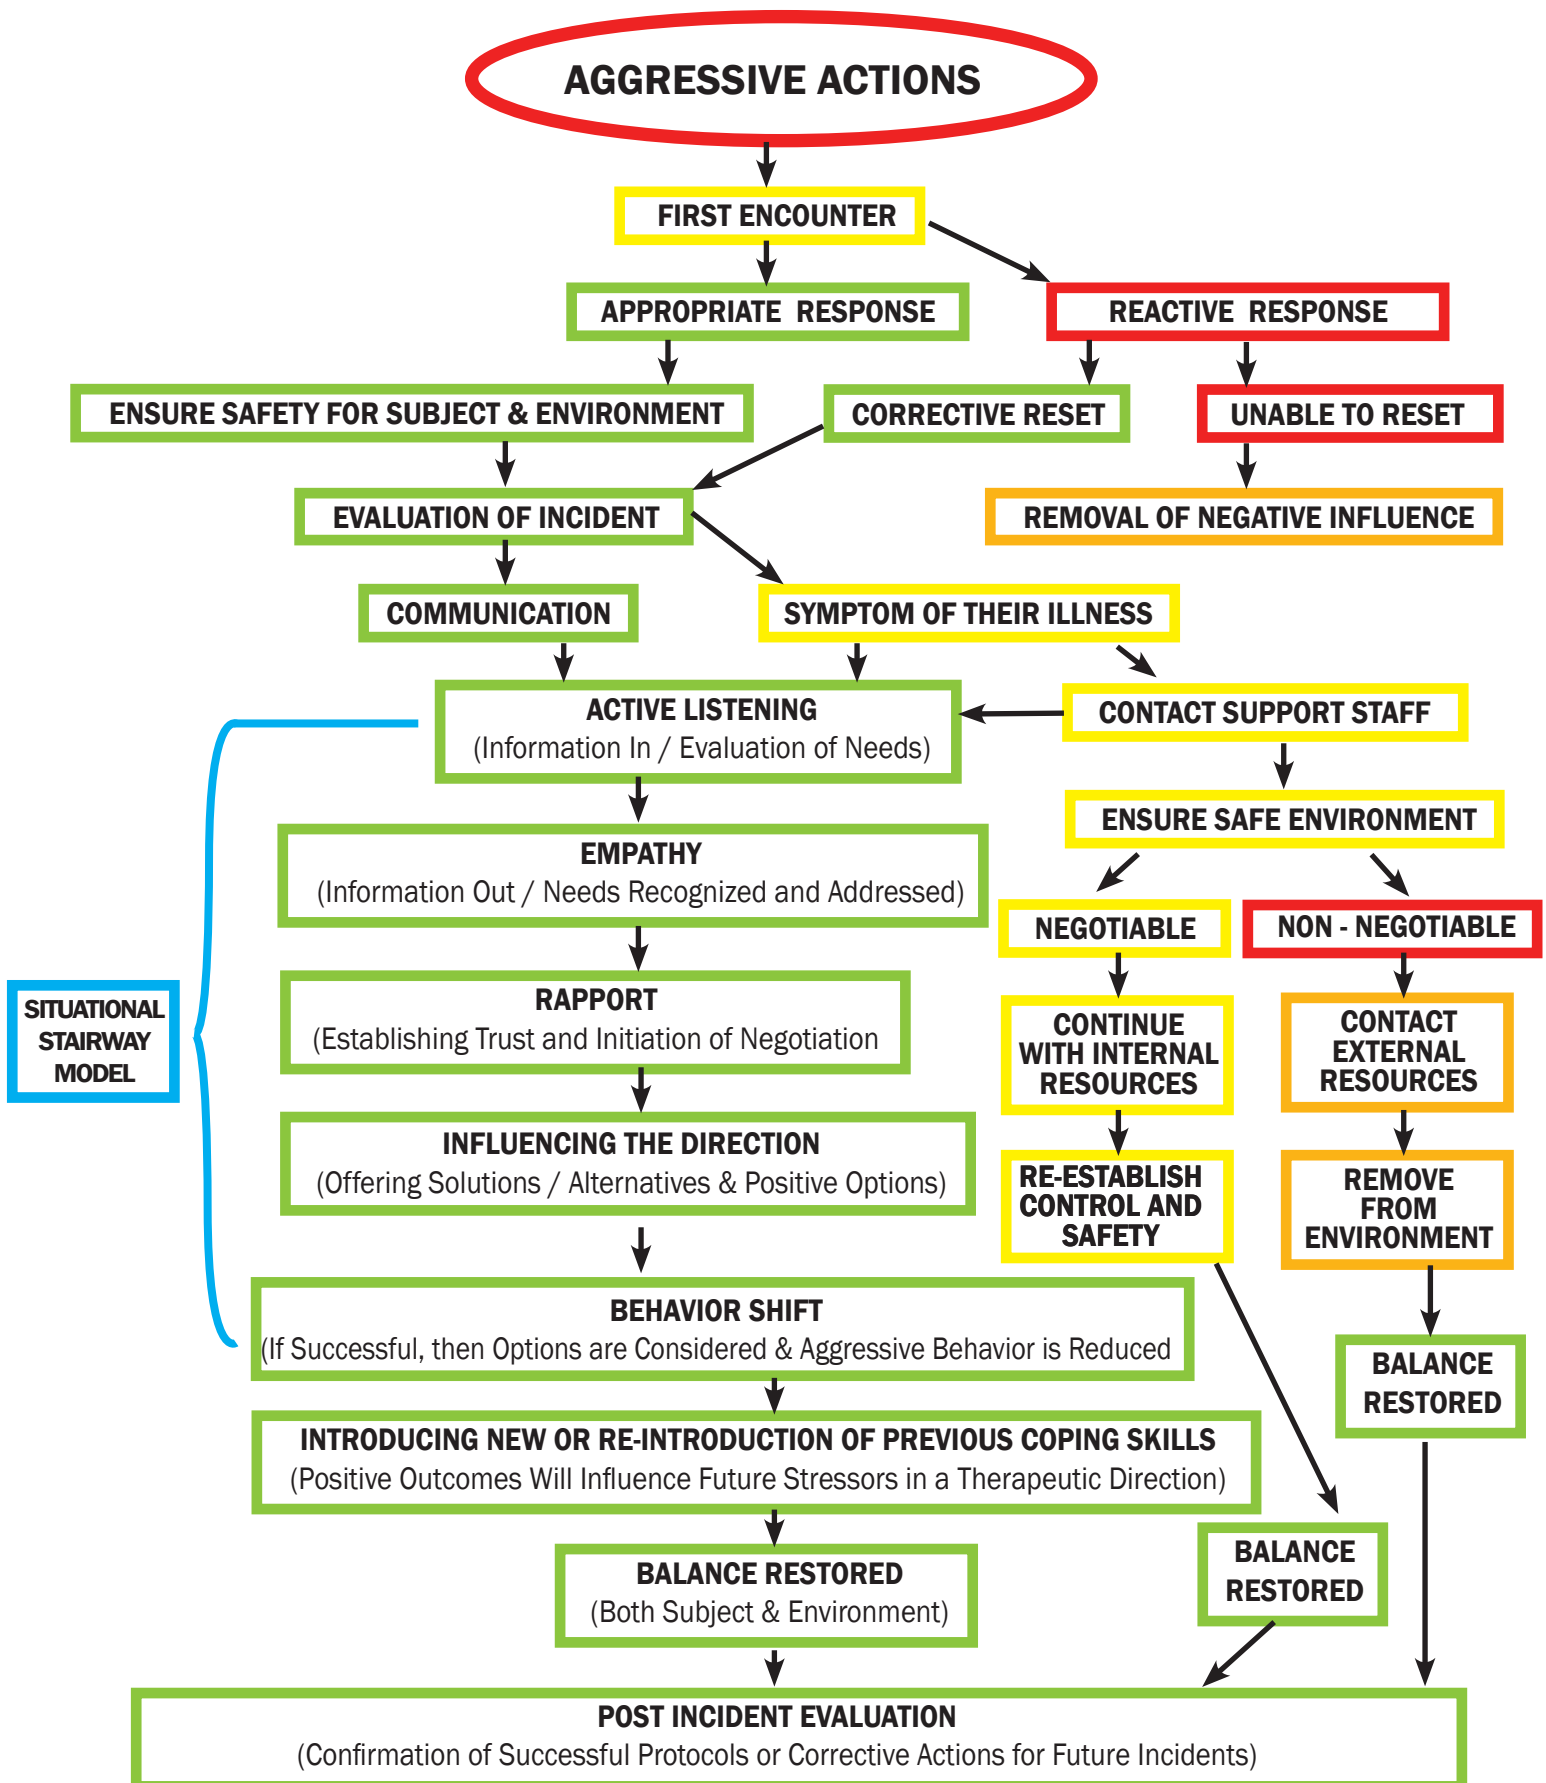 AGGRESSIVE ACTIONS
FIRST ENCOUNTER
APPROPRIATE RESPONSE
REACTIVE RESPONSE
ENSURE SAFETY FOR SUBJECT & ENVIRONMENT
CORRECTIVE RESET
UNABLE TO RESET
EVALUATION OF INCIDENT
REMOVAL OF NEGATIVE INFLUENCE
COMMUNICATION
SYMPTOM OF THEIR ILLNESS
ACTIVE LISTENING
(Information In / Evaluation of Needs)
CONTACT SUPPORT STAFF
ENSURE SAFE ENVIRONMENT
EMPATHY
(Information Out / Needs Recognized and Addressed)
NEGOTIABLE
NON - NEGOTIABLE
SITUATIONAL
STAIRWAY
MODEL
RAPPORT
(Establishing Trust and Initiation of Negotiation
CONTINUE
WITH INTERNAL
RESOURCES
CONTACT
EXTERNAL
RESOURCES
INFLUENCING THE DIRECTION
(Offering Solutions / Alternatives & Positive Options)
RE-ESTABLISH
CONTROL AND
SAFETY
REMOVE
FROM
ENVIRONMENT
BEHAVIOR SHIFT
(If Successful, then Options are Considered & Aggressive Behavior is Reduced
BALANCE
RESTORED
INTRODUCING NEW OR RE-INTRODUCTION OF PREVIOUS COPING SKILLS
(Positive Outcomes Will Influence Future Stressors in a Therapeutic Direction)
BALANCE RESTORED
(Both Subject & Environment)
BALANCE
RESTORED
POST INCIDENT EVALUATION
(Confirmation of Successful Protocols or Corrective Actions for Future Incidents)